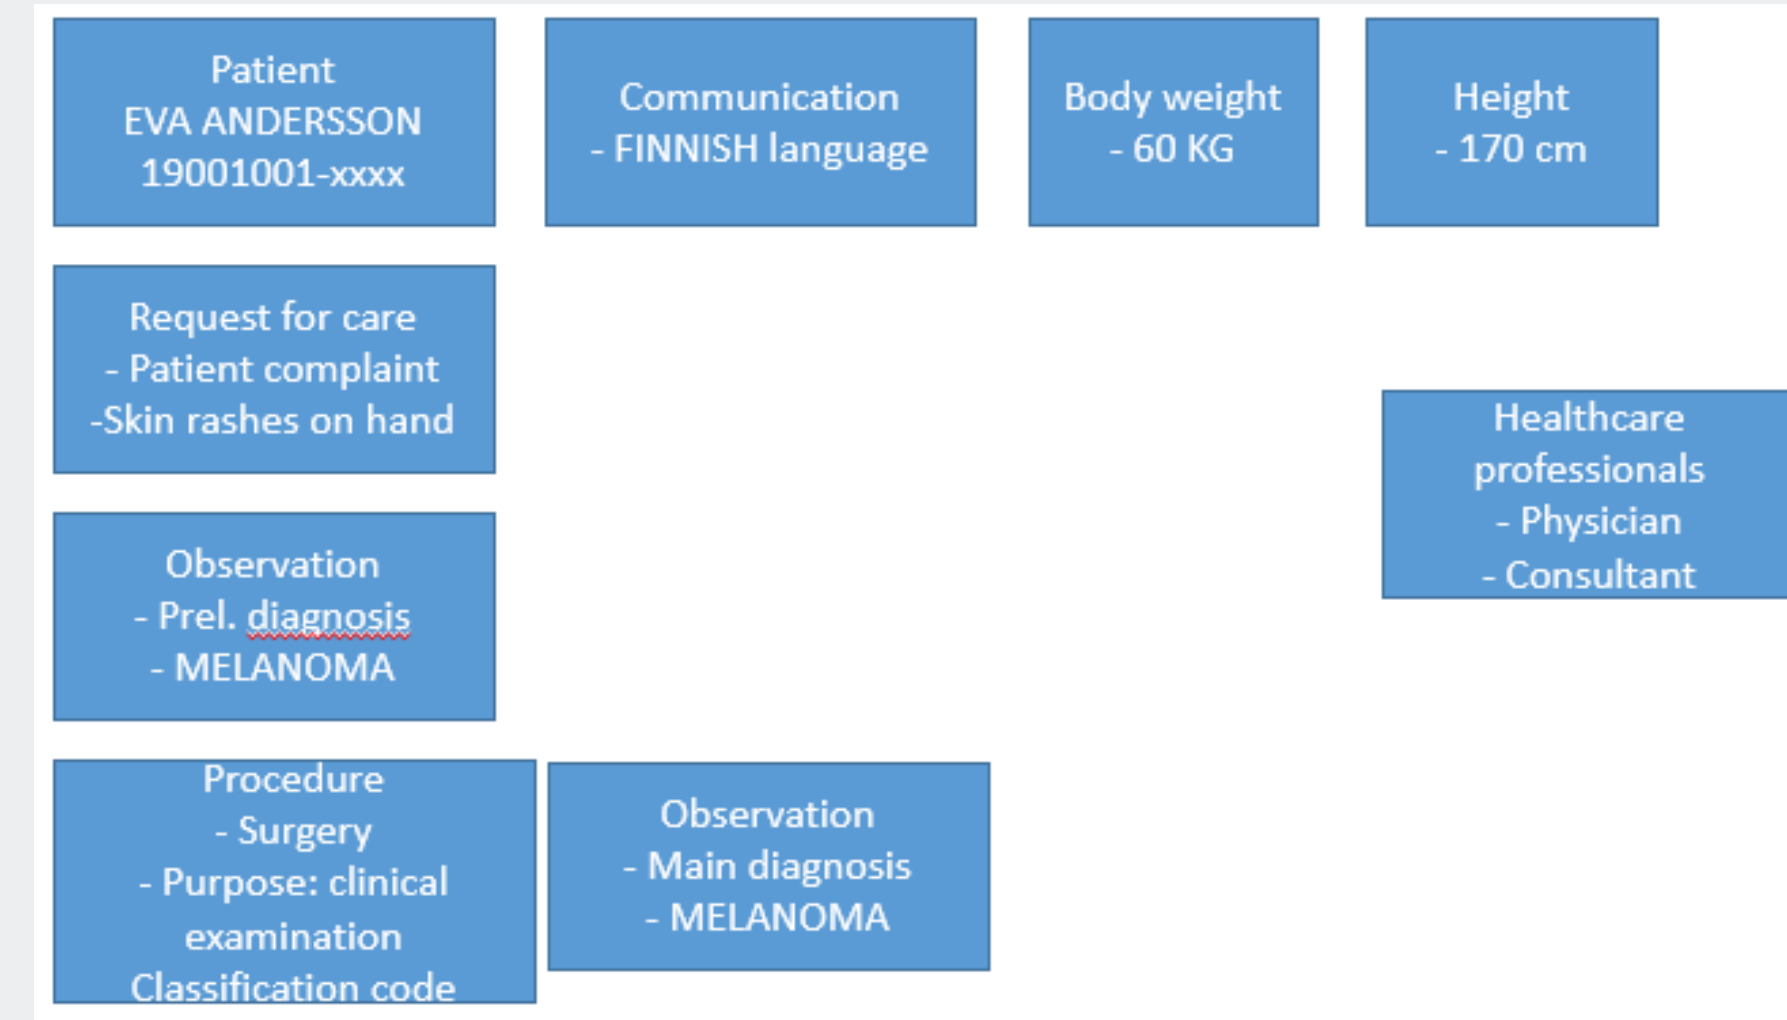 Patient
EVA ANDERSSON
19001001-xxxx
Communication
- FINNISH language
Body weight
- 60 KG
Height
- 170 cm
Request for care
- Patient complaint
-Skin rashes on hand
Healthcare
professionals
- Physician
- Consultant
Observation
- Prel. diagnosis
- MELANOMA
Procedure
- Surgery
- Purpose: clinical
examination
Classification code
Observation
- Main diagnosis
- MELANOMA